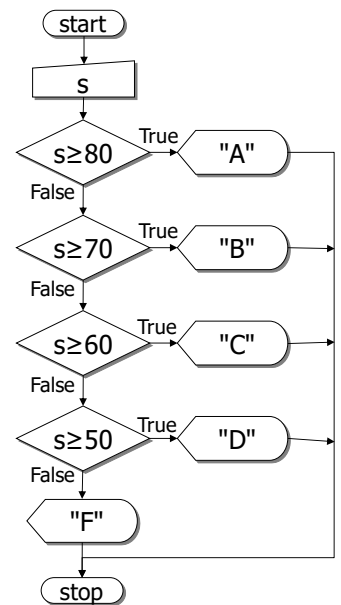 start
s
s≥80
True
"A"
False
s≥70
True
"B"
False
s≥60
True
"C"
False
s≥50
True
"D"
False
"F"
stop